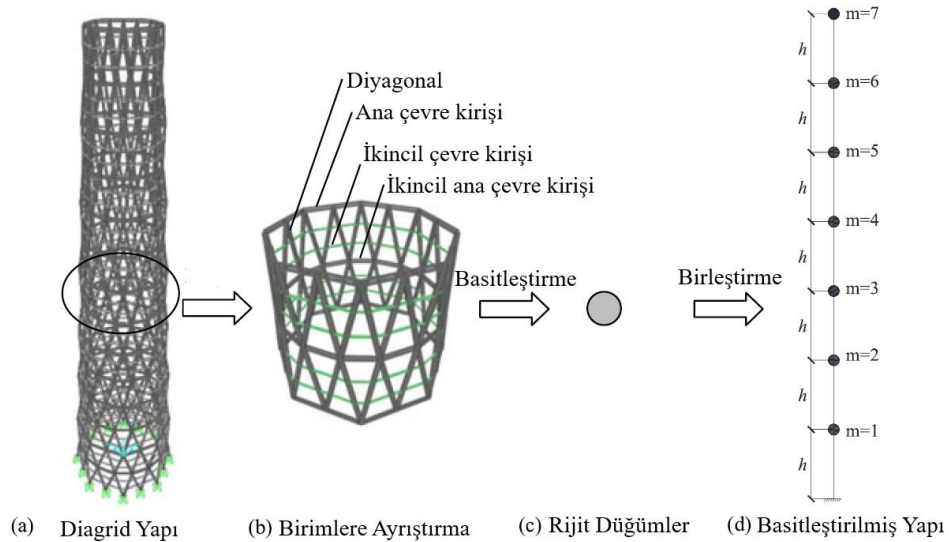 Diyagonal
Ana çevre kirişi
İkincil çevre kirişi
İkincil ana çevre kirişi
Basitleştirme
Birleştirme
m=7
h
m=6
h
m=5
h
m=4
h
m=3
h
m=2
h
m=1
h
(a) Diagrid Yapı
(b) Birimlere Ayrıştırma
(c) Rijit Düğümler
(d) Basitleştirilmiş Yapı